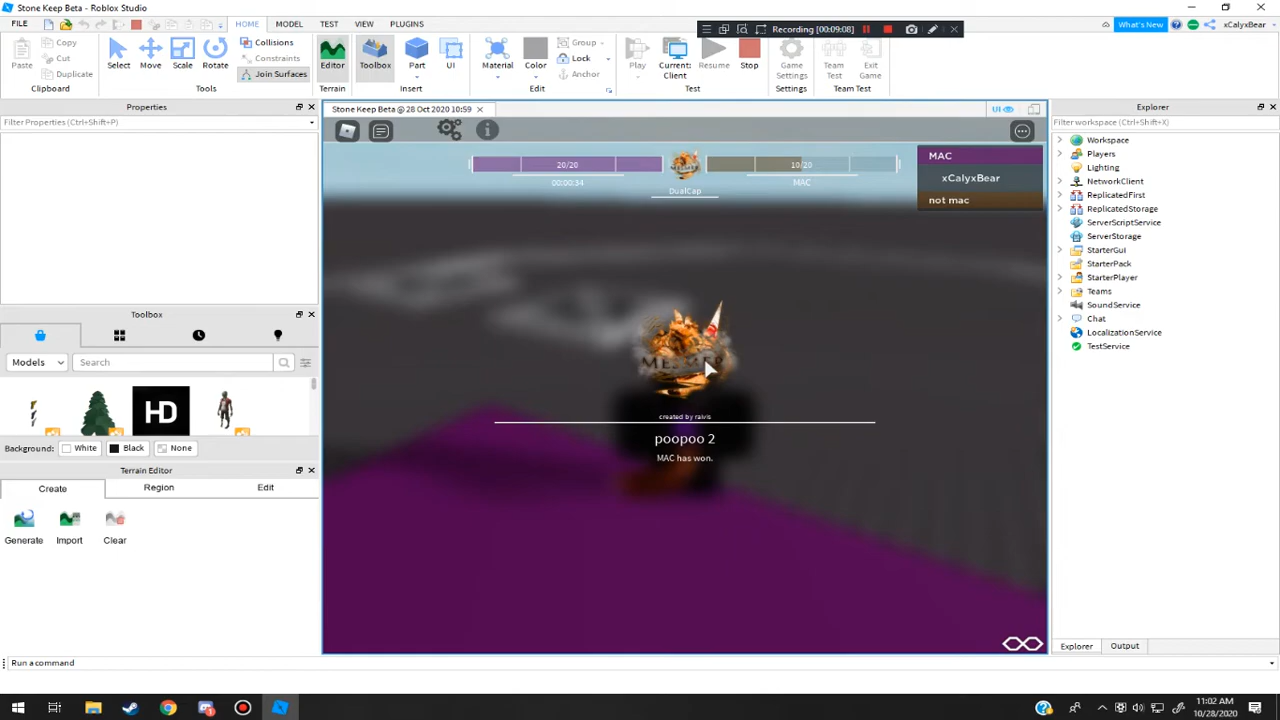 Stone Keep Beta - Roblox Studio
FILE HOME MODEL TEST VIEW PLUGINS
Recording [00:09:08]
What's New
xCalyxBear
Paste
Copy
Cut
Duplicate
Clipboard
Select
Move
Scale
Rotate
Collisions
Constraints
Join Surfaces
Tools
Editor
Terrain
Toolbox
Part
UI
Insert
Material
Color
Group
Lock
Anchor
Edit
Play
Current:
Client
Resume
Stop
Test
Game
Settings
Settings
Team
Test
Exit
Game
Team Test
Properties
Filter Properties (Ctrl+Shift+P)
Toolbox
Models
Search
HD
Background: White Black None
Terrain Editor
Create Region Edit
Generate Import Clear
Run a command
Stone Keep Beta @ 28 Oct 2020 10:59
UI
20/20
10/20
00:00:34
MAC
DualCap
MAC
xCalyxBear
not mac
created by raivis
poopoo 2
MAC has won.
Explorer
Filter workspace (Ctrl+Shift+X)
Workspace
Players
Lighting
NetworkClient
ReplicatedFirst
ReplicatedStorage
ServerScriptService
ServerStorage
StarterGui
StarterPack
StarterPlayer
Teams
SoundService
Chat
LocalizationService
TestService
Explorer Output
11:02 AM
10/28/2020